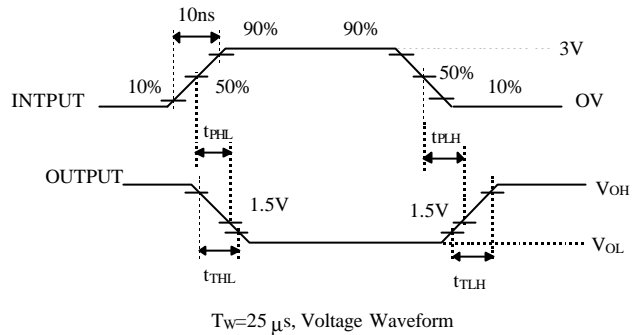 10ns
90% 90%
3V
10% 50% 50% 10%
INTPUT OV
tPHL tPLH
OUTPUT VOH
1.5V 1.5V
VOL
tTHL tTLH
TW=25 μs, Voltage Waveform